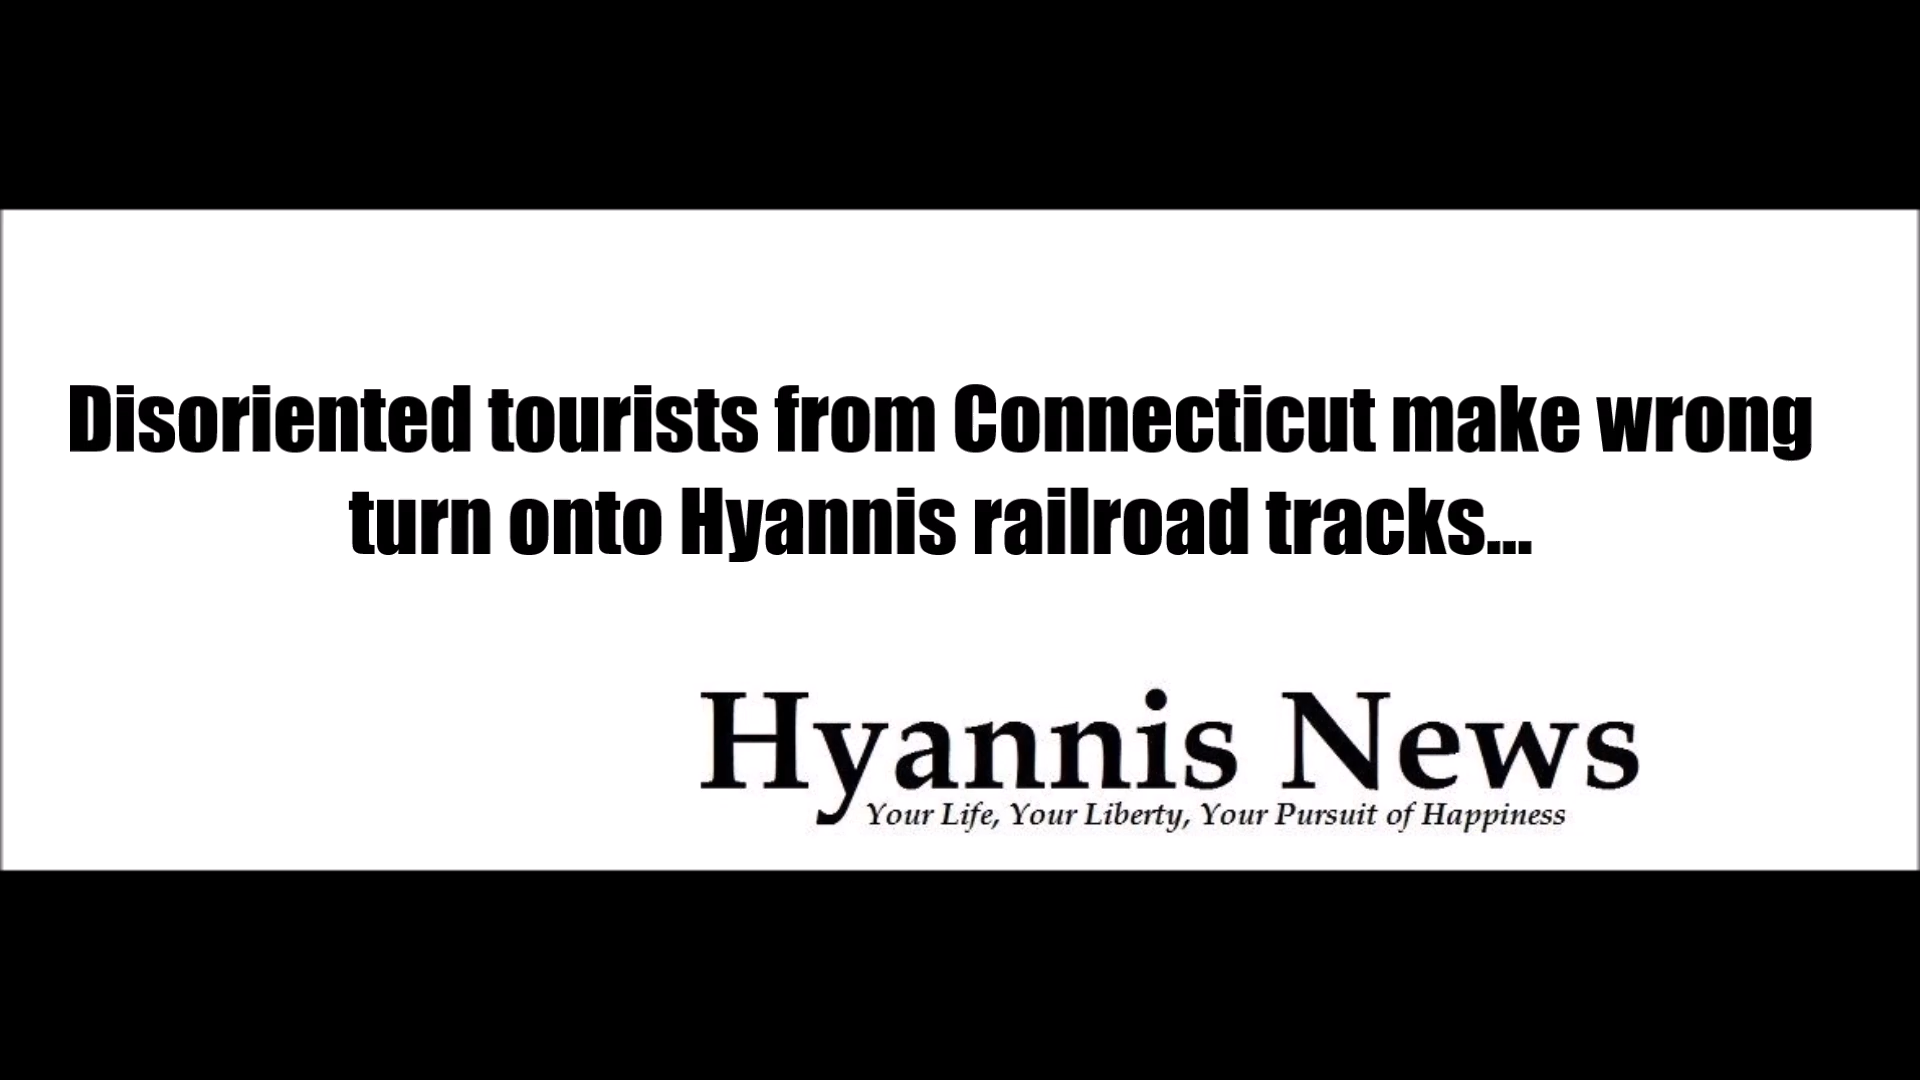 Disoriented tourists from Connecticut make wrong
turn onto Hyannis railroad tracks...
Hyannis News
Your Life, Your Liberty, Your Pursuit of Happiness